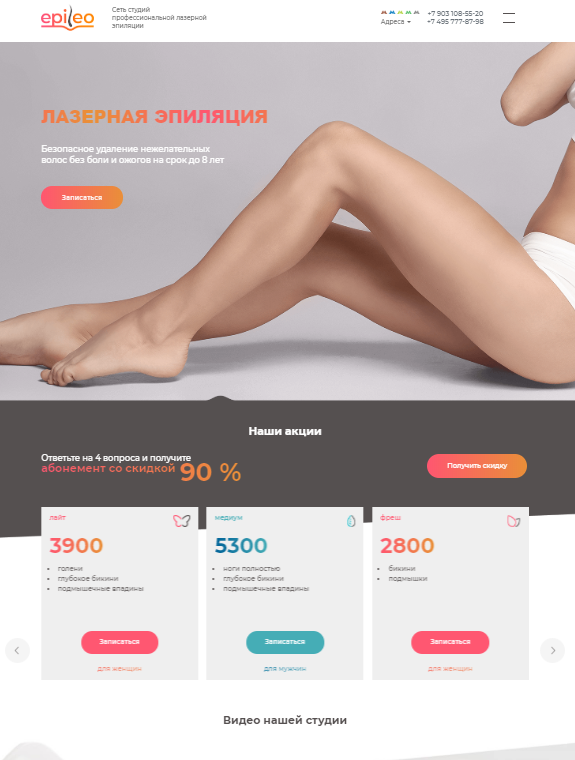 epileo
Сеть студий
профессиональной лазерной
эпиляции
Адреса
+7 903 108-55-20
+7 495 777-87-98
ЛАЗЕРНАЯ ЭПИЛЯЦИЯ
Безопасное удаление нежелательных
волос без боли и ожогов на срок до 8 лет
Записаться
Наши акции
Ответьте на 4 вопроса и получите
абонемент со скидкой 90 %
Получить скидку
лайт
3900
голени
глубокое бикини
подмышечные впадины
Записаться
для женщин
медиум
5300
ноги полностью
глубокое бикини
подмышечные впадины
Записаться
для мужчин
фреш
2800
бикини
подмышки
Записаться
для женщин
Видео нашей студии